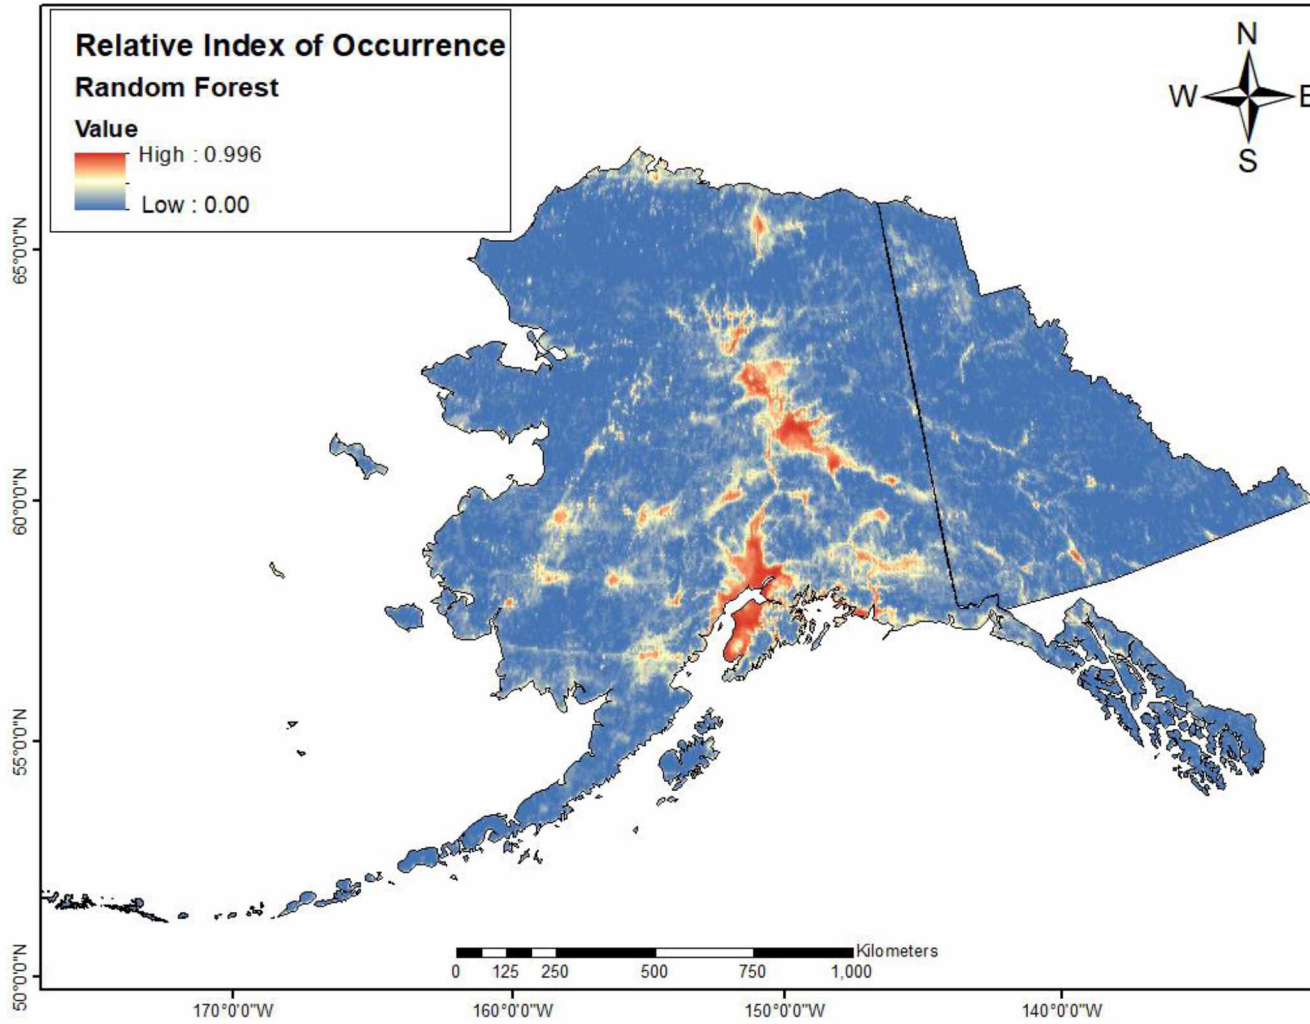 Relative Index of Occurrence
Random Forest
Value
High : 0.996
Low : 0.00
N
W
E
S
65°0'0"N
60°0'0"N
55°0'0"N
50°0'0"N
Kilometers
0 125 250 500 750 1,000
170°0'0"W 160°0'0"W 150°0'0"W 140°0'0"W